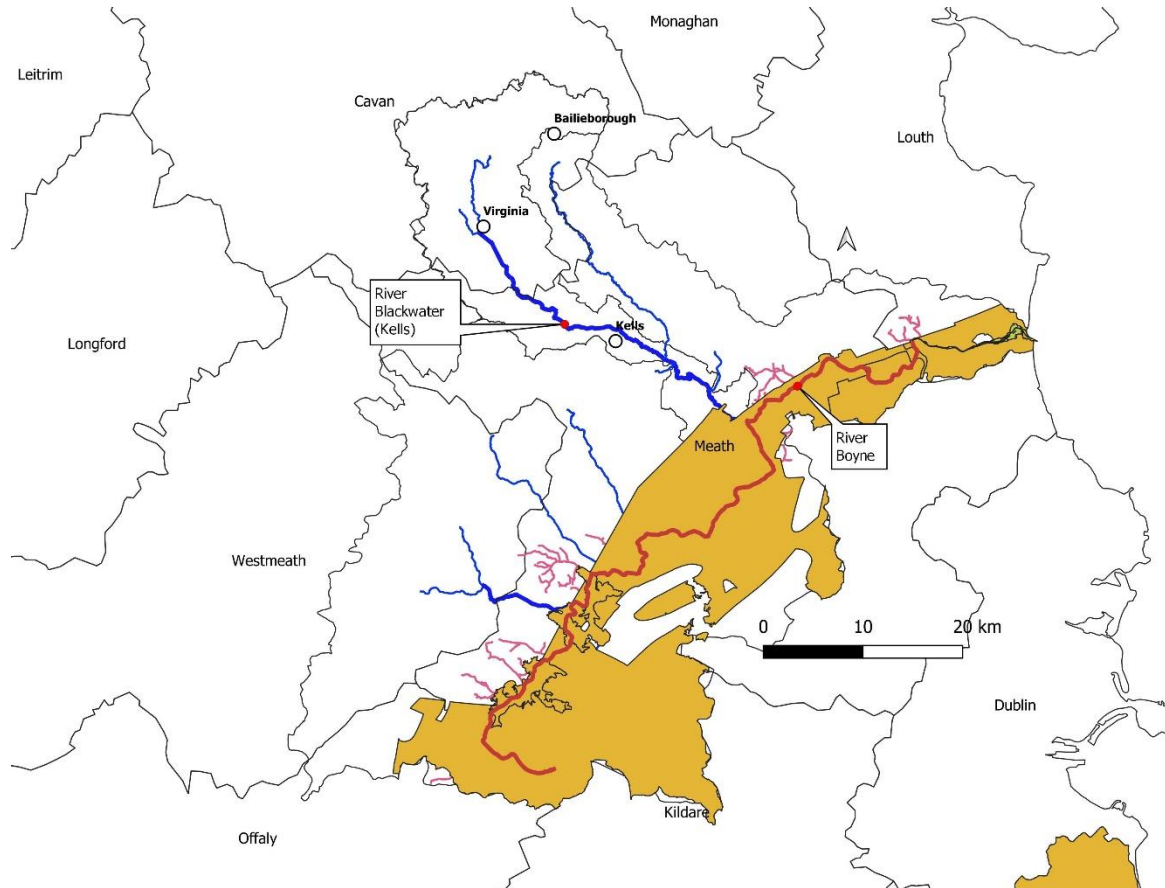 Monaghan
Leitrim
Cavan
Bailieborough
Louth
Virginia
River
Blackwater
(Kells)
Kells
Longford
Meath
River
Boyne
Westmeath
0 10 20 km
Dublin
Kildare
Offaly